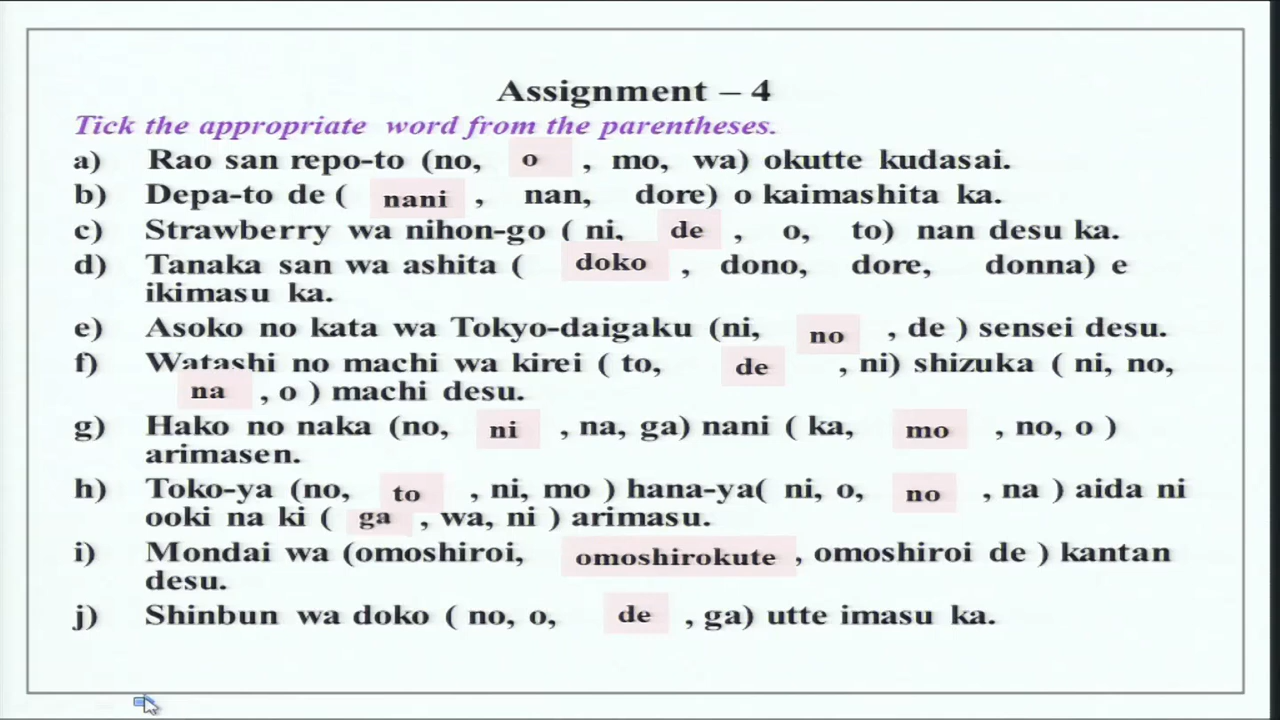 Assignment – 4
Tick the appropriate word from the parentheses.
a) Rao san repo-to (no, o , mo, wa) okutte kudasai.
b) Depa-to de ( nani , nan, dore) o kaimashita ka.
c) Strawberry wa nihon-go ( ni, de , o, to) nan desu ka.
d) Tanaka san wa ashita ( doko , dono, dore, donna) e
ikimasu ka.
e) Asoko no kata wa Tokyo-daigaku (ni, no , de ) sensei desu.
f) Watashi no machi wa kirei ( to, de , ni) shizuka ( ni, no,
na , o ) machi desu.
g) Hako no naka (no, ni , na, ga) nani ( ka, mo , no, o )
arimasen.
h) Toko-ya (no, to , ni, mo ) hana-ya( ni, o, no , na ) aida ni
ooki na ki ( ga , wa, ni ) arimasu.
i) Mondai wa (omoshiroi, omoshirokute , omoshiroi de ) kantan
desu.
j) Shinbun wa doko ( no, o, de , ga) utte imasu ka.